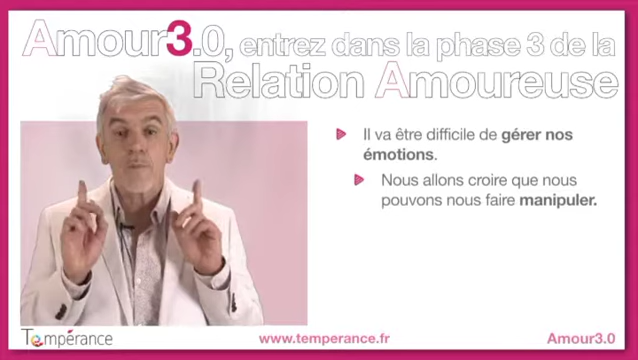 Amour3.0, entrez dans la phase 3 de la
Relation Amoureuse
Il va être difficile de gérer nos
émotions.
Nous allons croire que nous
pouvons nous faire manipuler.
Tempérance
www.temperance.fr
Amour3.0